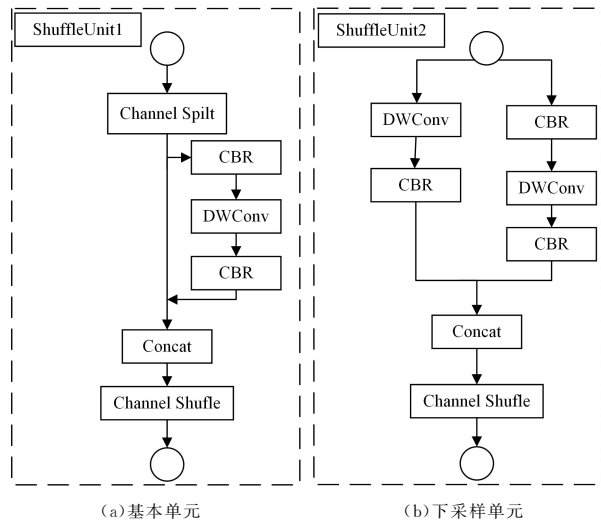 ShuffleUnit1
Channel Spilt
CBR
DWConv
CBR
Concat
Channel Shufle
(a)基本单元
ShuffleUnit2
DWConv
CBR
CBR
DWConv
CBR
Concat
Channel Shufle
(b)下采样单元